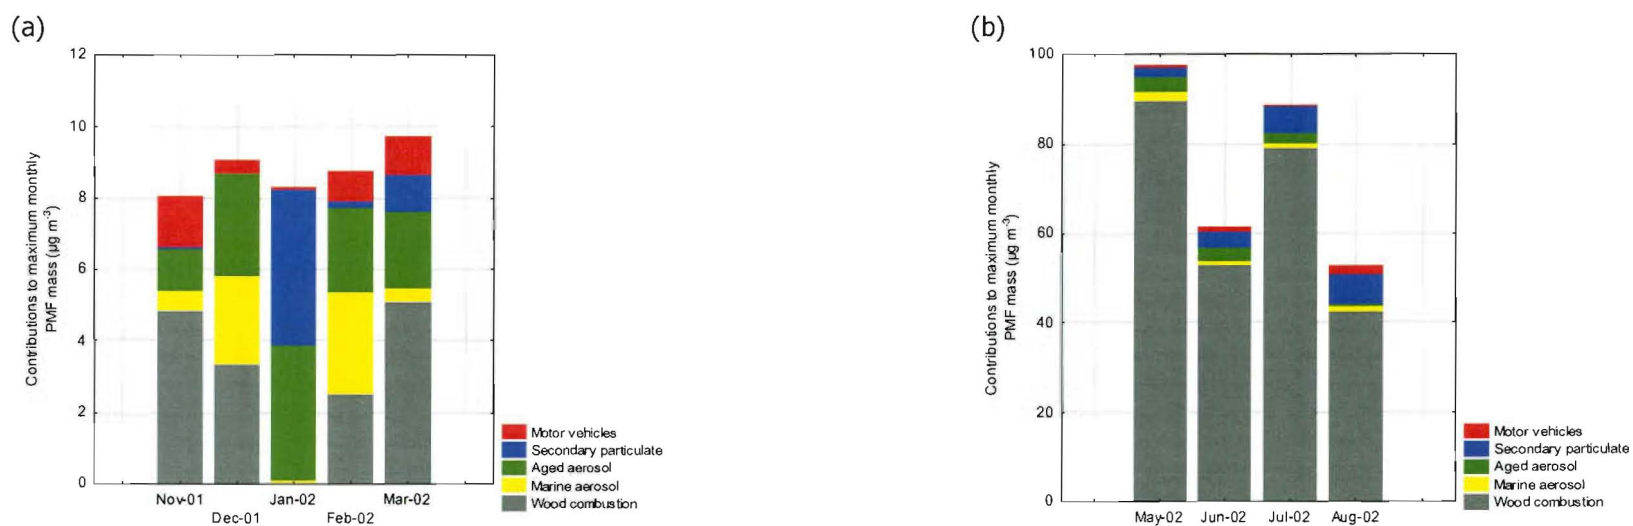 (a)
12
10
8
6
4
2
0
Contributions to maximum monthly
PMF mass (µg m⁻³)
Nov-01
Dec-01
Jan-02
Feb-02
Mar-02
Motor vehicles
Secondary particulate
Aged aerosol
Marine aerosol
Wood combustion
(b)
100
80
60
40
20
0
Contributions to maximum monthly
PMF mass (µg m⁻³)
May-02
Jun-02
Jul-02
Aug-02
Motor vehicles
Secondary particulate
Aged aerosol
Marine aerosol
Wood combustion